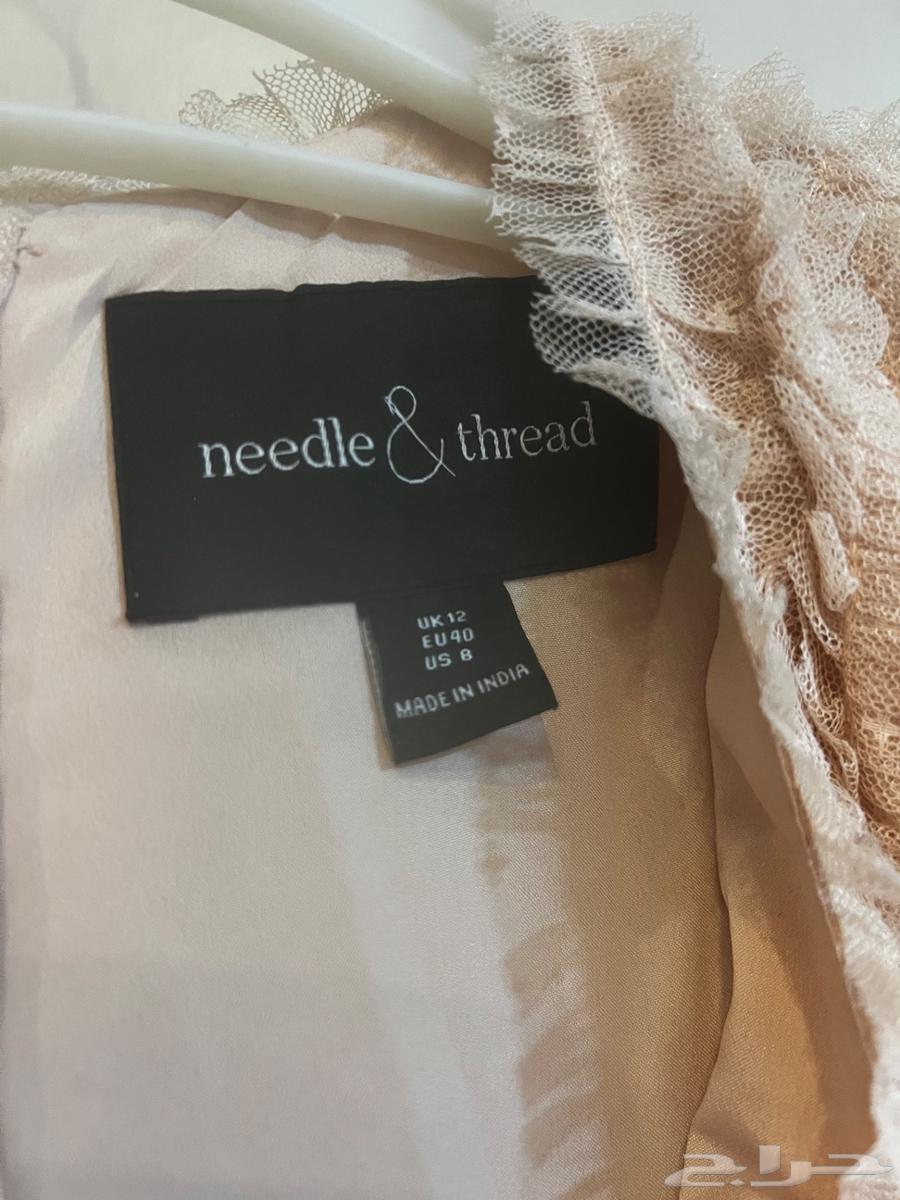 needle & thread
UK 12
EU 40
US 8
MADE IN INDIA
حراج